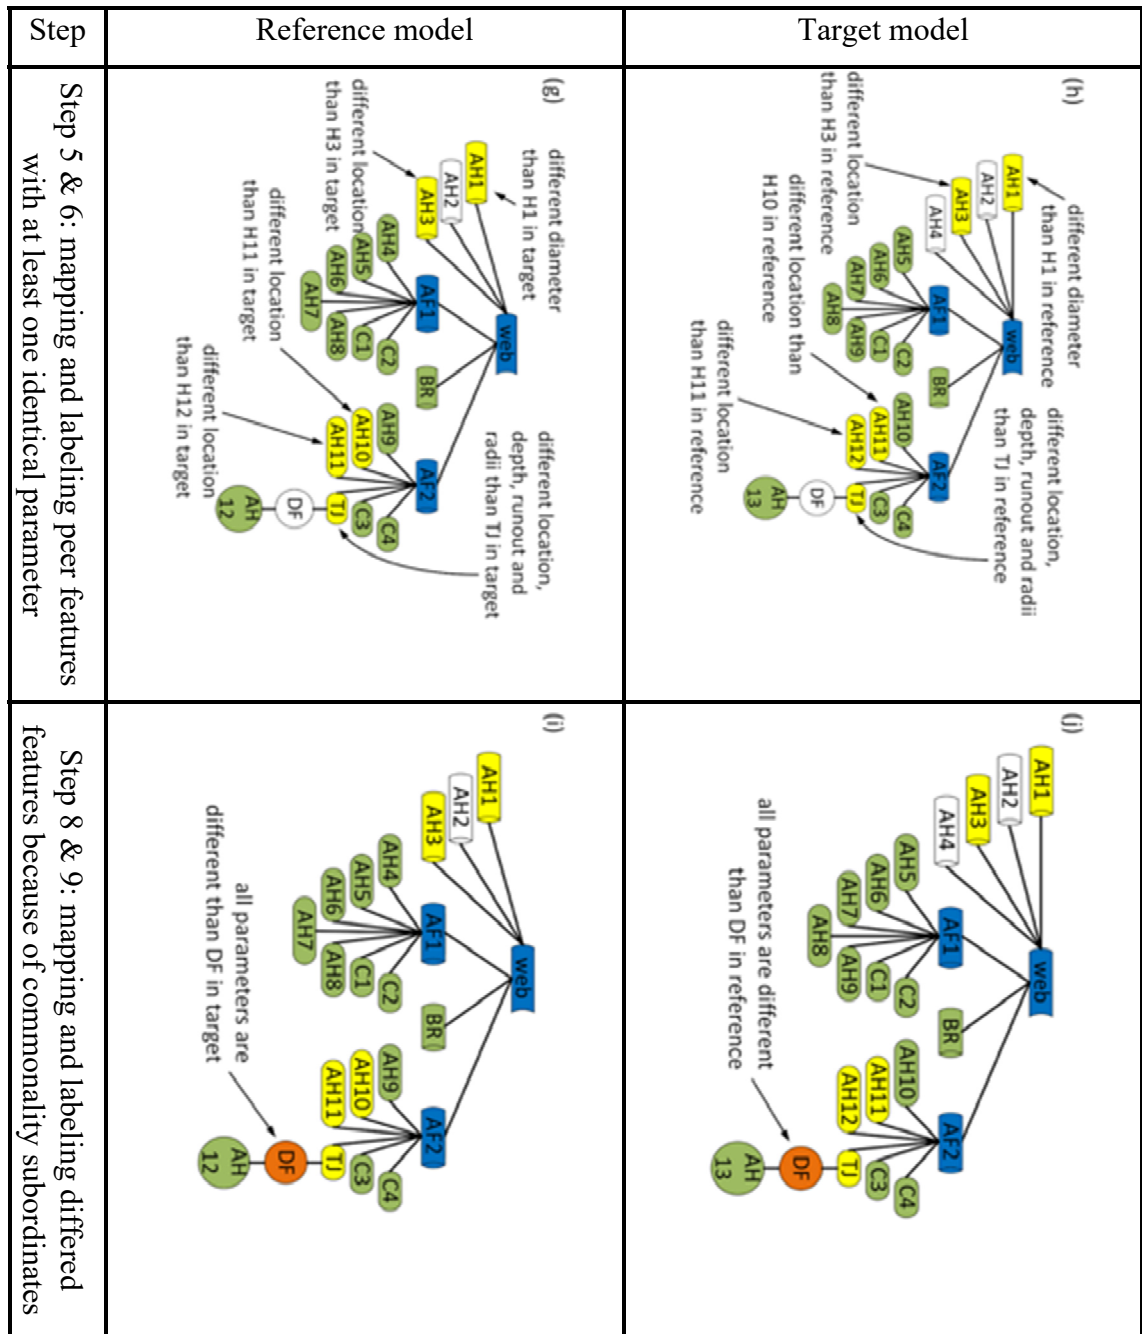 Step
Reference model
Target model
Step 5 & 6: mapping and labeling peer features
with at least one identical parameter
(g)
different diameter
than H1 in target
different location
than H3 in target
AH1
AH2
AH3
web
AF1
AH4
AH5
AH6
AH7
AH8
C1
C2
BR
different location
than H11 in target
AF2
AH9
AH10
AH11
TJ
C3
C4
DF
AH
12
different location
than H12 in target
different location,
depth, runout and
radii than TJ in target
(h)
different diameter
than H1 in reference
different location
than H3 in reference
AH1
AH2
AH3
AH4
web
AF1
AH5
AH6
AH7
AH8
AH9
C1
C2
BR
different location than
H10 in reference
AF2
AH10
AH11
AH12
TJ
C3
C4
DF
AH
13
different location
than H11 in reference
different location,
depth, runout and radii
than TJ in reference
Step 8 & 9: mapping and labeling differed
features because of commonality subordinates
(i)
AH1
AH2
AH3
web
AF1
AH4
AH5
AH6
AH7
AH8
C1
C2
BR
AF2
AH9
AH10
AH11
TJ
C3
C4
DF
AH
12
all parameters are
different than DF in target
(j)
AH1
AH2
AH3
AH4
web
AF1
AH5
AH6
AH7
AH8
AH9
C1
C2
BR
AF2
AH10
AH11
AH12
TJ
C3
C4
DF
AH
13
all parameters are different
than DF in reference